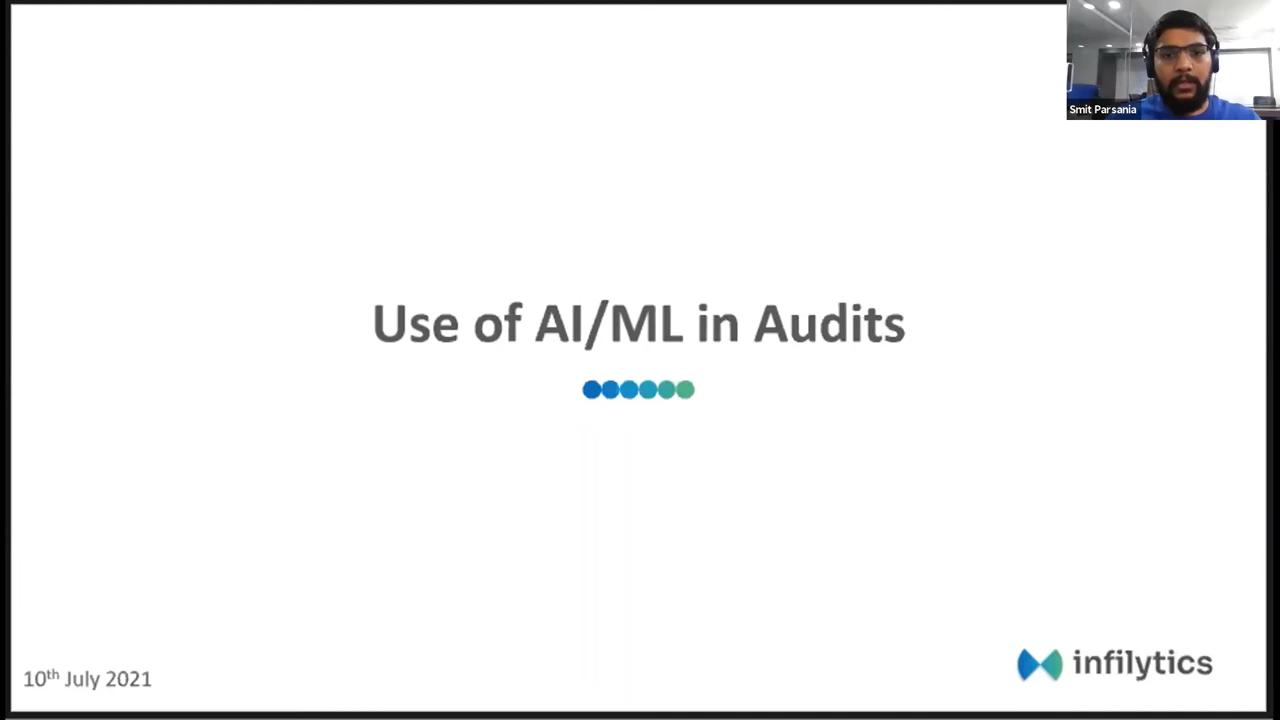 Smit Parsania
Use of AI/ML in Audits
10th July 2021
infilytics